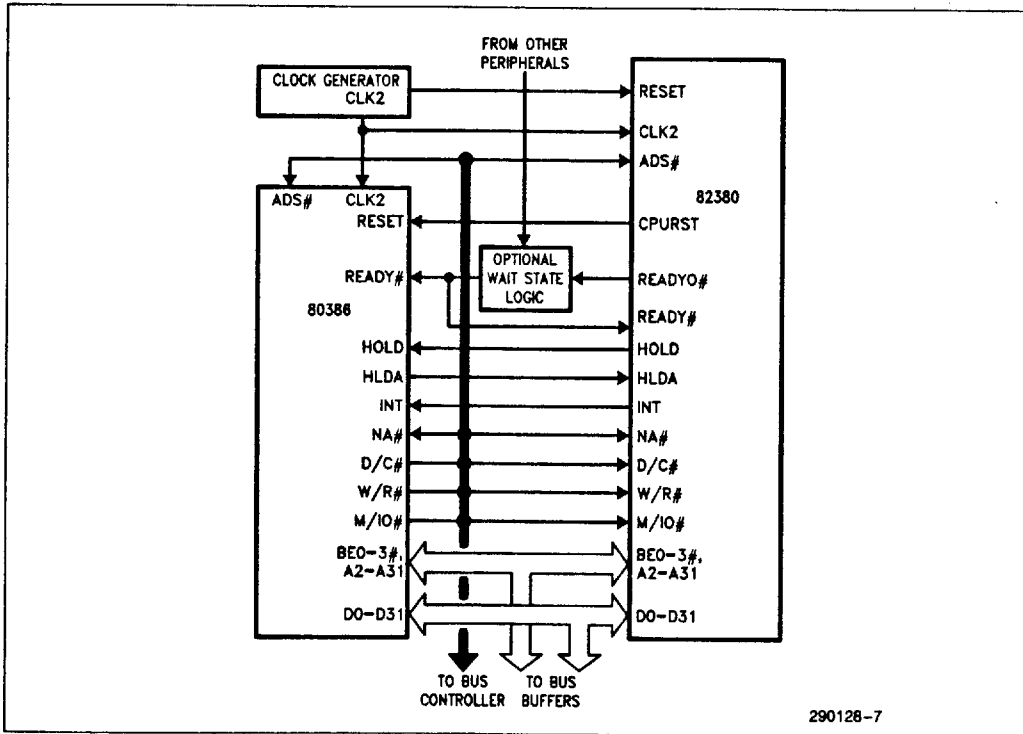 FROM OTHER
PERIPHERALS
CLOCK GENERATOR
CLK2
ADS#
CLK2
RESET
READY#
80386
HOLD
HLDA
INT
NA#
D/C#
W/R#
M/IO#
BE0-3#,
A2-A31
D0-D31
OPTIONAL
WAIT STATE
LOGIC
RESET
CLK2
ADS#
82380
CPURST
READYO#
READY#
HOLD
HLDA
INT
NA#
D/C#
W/R#
M/IO#
BE0-3#,
A2-A31
D0-D31
TO BUS
CONTROLLER
TO BUS
BUFFERS
290128-7